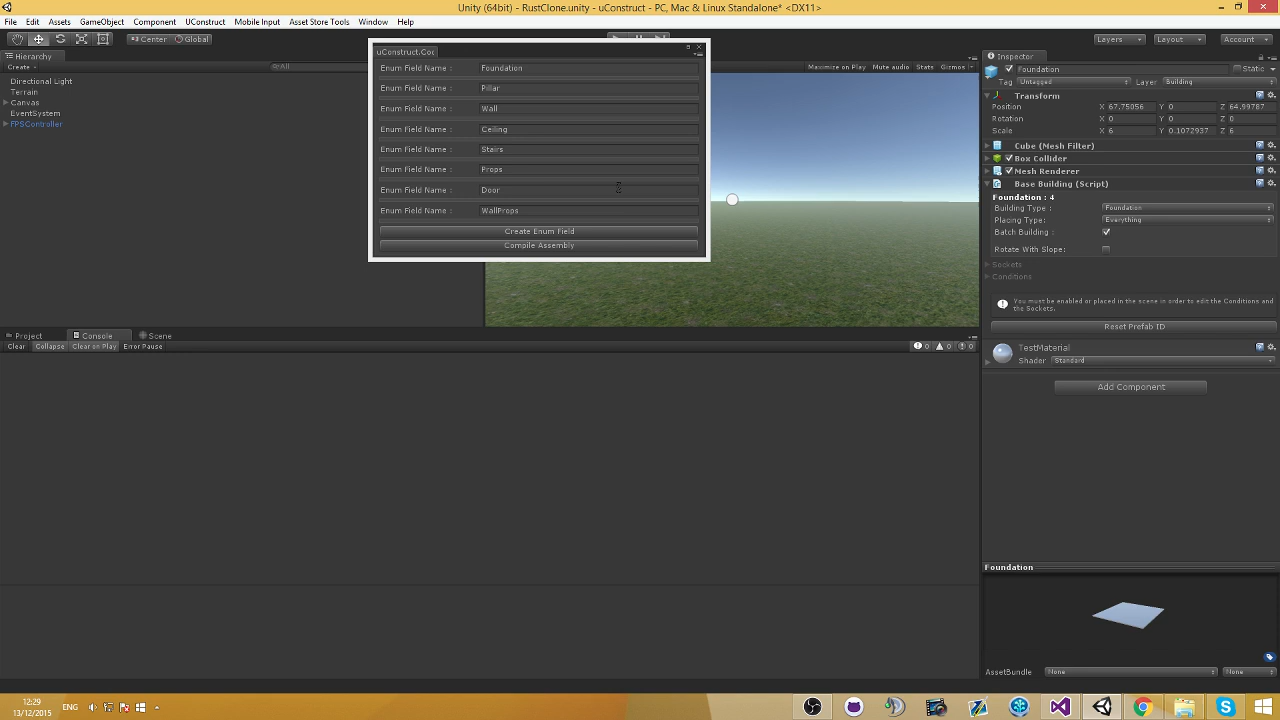 Unity (64bit) - RustClone.unity - uConstruct - PC, Mac & Linux Standalone* <DX11>
File Edit Assets GameObject Component UConstruct Mobile Input Asset Store Tools Window Help
Center Global
Layers Layout Account
Hierarchy
Create All
Directional Light
Terrain
Canvas
EventSystem
FPSController
uConstruct.Coc
Enum Field Name : Foundation
Enum Field Name : Pillar
Enum Field Name : Wall
Enum Field Name : Ceiling
Enum Field Name : Stairs
Enum Field Name : Props
Enum Field Name : Door
Enum Field Name : WallProps
Create Enum Field
Compile Assembly
Maximize on Play Mute audio Stats Gizmos
Inspector
Foundation Static
Tag Untagged Layer Building
Transform
Position X 67.75056 Y 0 Z 64.99787
Rotation X 0 Y 0 Z 0
Scale X 6 Y 0.1072937 Z 6
Cube (Mesh Filter)
Box Collider
Mesh Renderer
Base Building (Script)
Foundation : 4
Building Type : Foundation
Placing Type: Everything
Batch Building :
Rotate With Slope:
Sockets
Conditions
You must be enabled or placed in the scene in order to edit the Conditions and
the Sockets.
Reset Prefab ID
TestMaterial
Shader Standard
Add Component
Foundation
AssetBundle None None
Project Console Scene
Clear Collapse Clear on Play Error Pause
0 0 0
12:29
13/12/2015
ENG